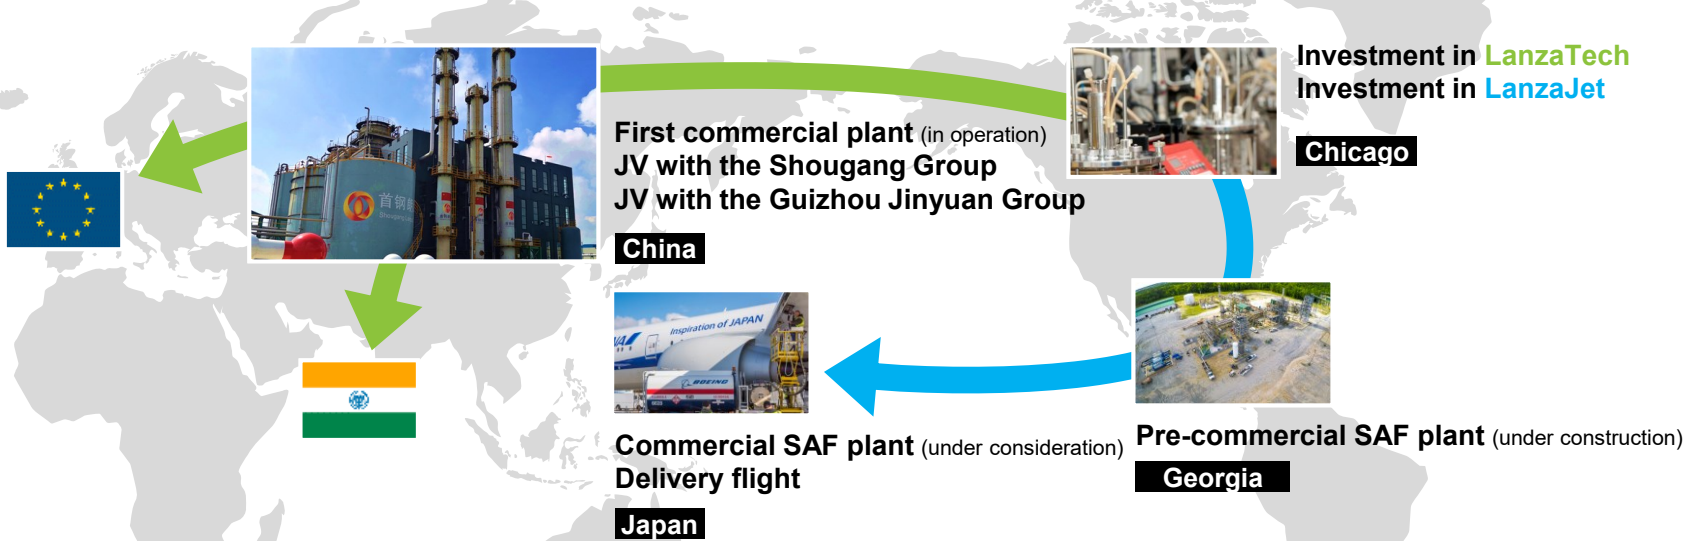 Investment in LanzaTech
Investment in LanzaJet
Chicago
First commercial plant (in operation)
JV with the Shougang Group
JV with the Guizhou Jinyuan Group
China
首钢
Inspiration of JAPAN
BOEING
Commercial SAF plant (under consideration)
Delivery flight
Japan
Pre-commercial SAF plant (under construction)
Georgia